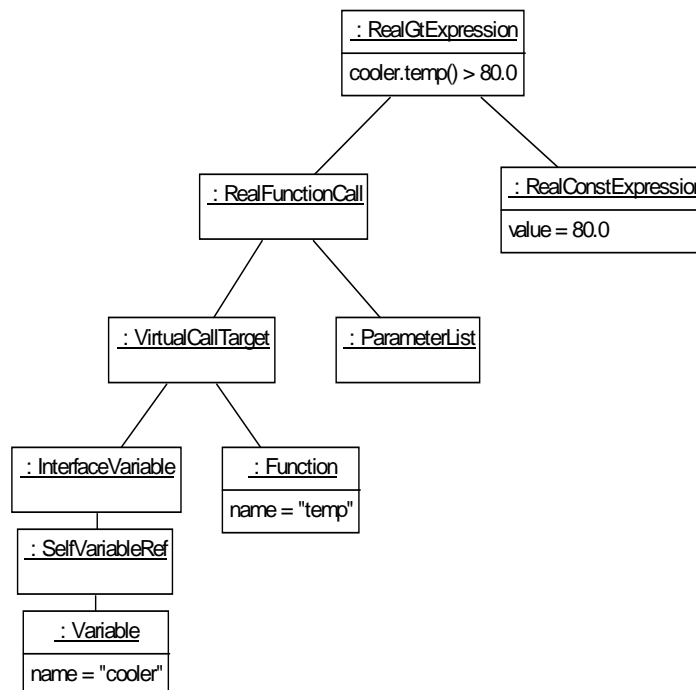 : RealGtExpression
cooler.temp() > 80.0
: RealFunctionCall
: RealConstExpression
value = 80.0
: VirtualCallTarget
: ParameterList
: InterfaceVariable
: Function
name = "temp"
: SelfVariableRef
: Variable
name = "cooler"